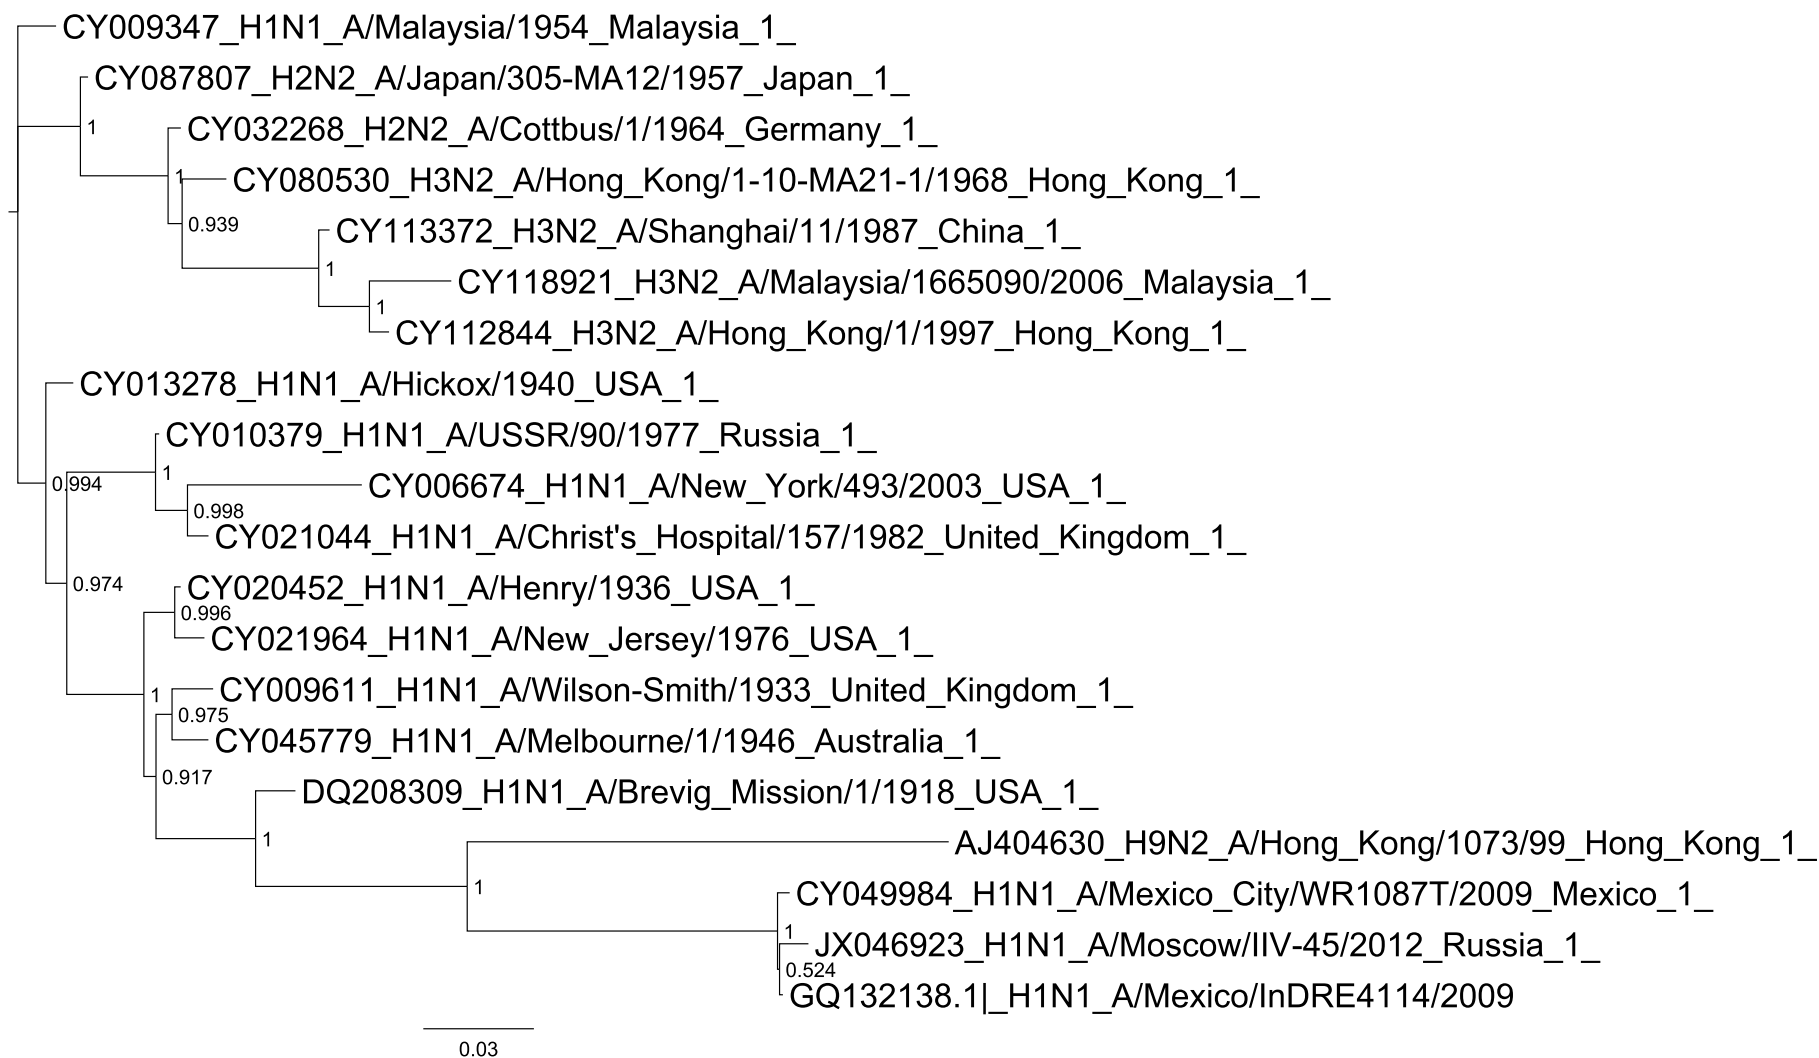 CY009347_H1N1_A/Malaysia/1954_Malaysia_1_
CY087807_H2N2_A/Japan/305-MA12/1957_Japan_1_
1
CY032268_H2N2_A/Cottbus/1/1964_Germany_1_
1
CY080530_H3N2_A/Hong_Kong/1-10-MA21-1/1968_Hong_Kong_1_
0.939
CY113372_H3N2_A/Shanghai/11/1987_China_1_
1
CY118921_H3N2_A/Malaysia/1665090/2006_Malaysia_1_
1
CY112844_H3N2_A/Hong_Kong/1/1997_Hong_Kong_1_
CY013278_H1N1_A/Hickox/1940_USA_1_
CY010379_H1N1_A/USSR/90/1977_Russia_1_
1
0.994
CY006674_H1N1_A/New_York/493/2003_USA_1_
0.998
CY021044_H1N1_A/Christ's_Hospital/157/1982_United_Kingdom_1_
0.974
CY020452_H1N1_A/Henry/1936_USA_1_
0.996
CY021964_H1N1_A/New_Jersey/1976_USA_1_
1
CY009611_H1N1_A/Wilson-Smith/1933_United_Kingdom_1_
0.975
CY045779_H1N1_A/Melbourne/1/1946_Australia_1_
0.917
DQ208309_H1N1_A/Brevig_Mission/1/1918_USA_1_
1
AJ404630_H9N2_A/Hong_Kong/1073/99_Hong_Kong_1_
1
CY049984_H1N1_A/Mexico_City/WR1087T/2009_Mexico_1_
1
JX046923_H1N1_A/Moscow/IIV-45/2012_Russia_1_
0.524
GQ132138.1|_H1N1_A/Mexico/InDRE4114/2009
0.03